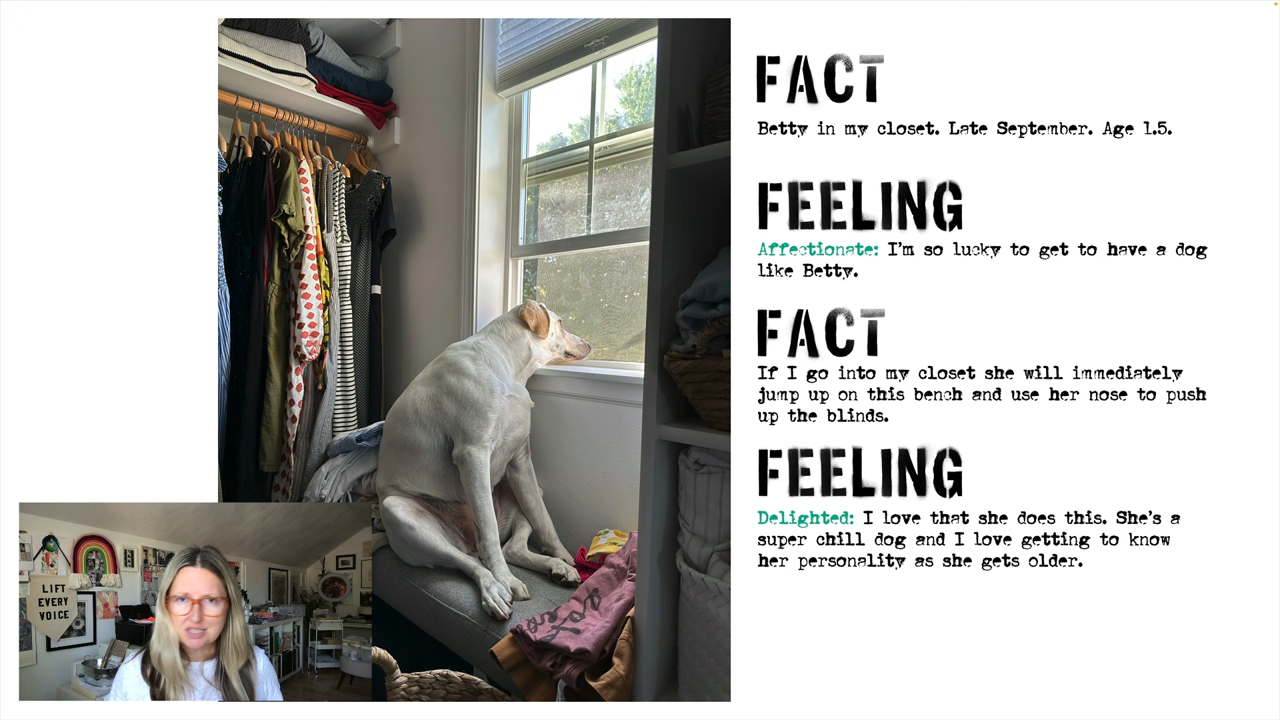 FACT
Betty in my closet. Late September. Age 1.5.
FEELING
Affectionate: I'm so lucky to get to have a dog
like Betty.
FACT
If I go into my closet she will immediately
jump up on this bench and use her nose to push
up the blinds.
FEELING
Delighted: I love that she does this. She's a
super chill dog and I love getting to know
her personality as she gets older.
LIFT
EVERY
VOICE